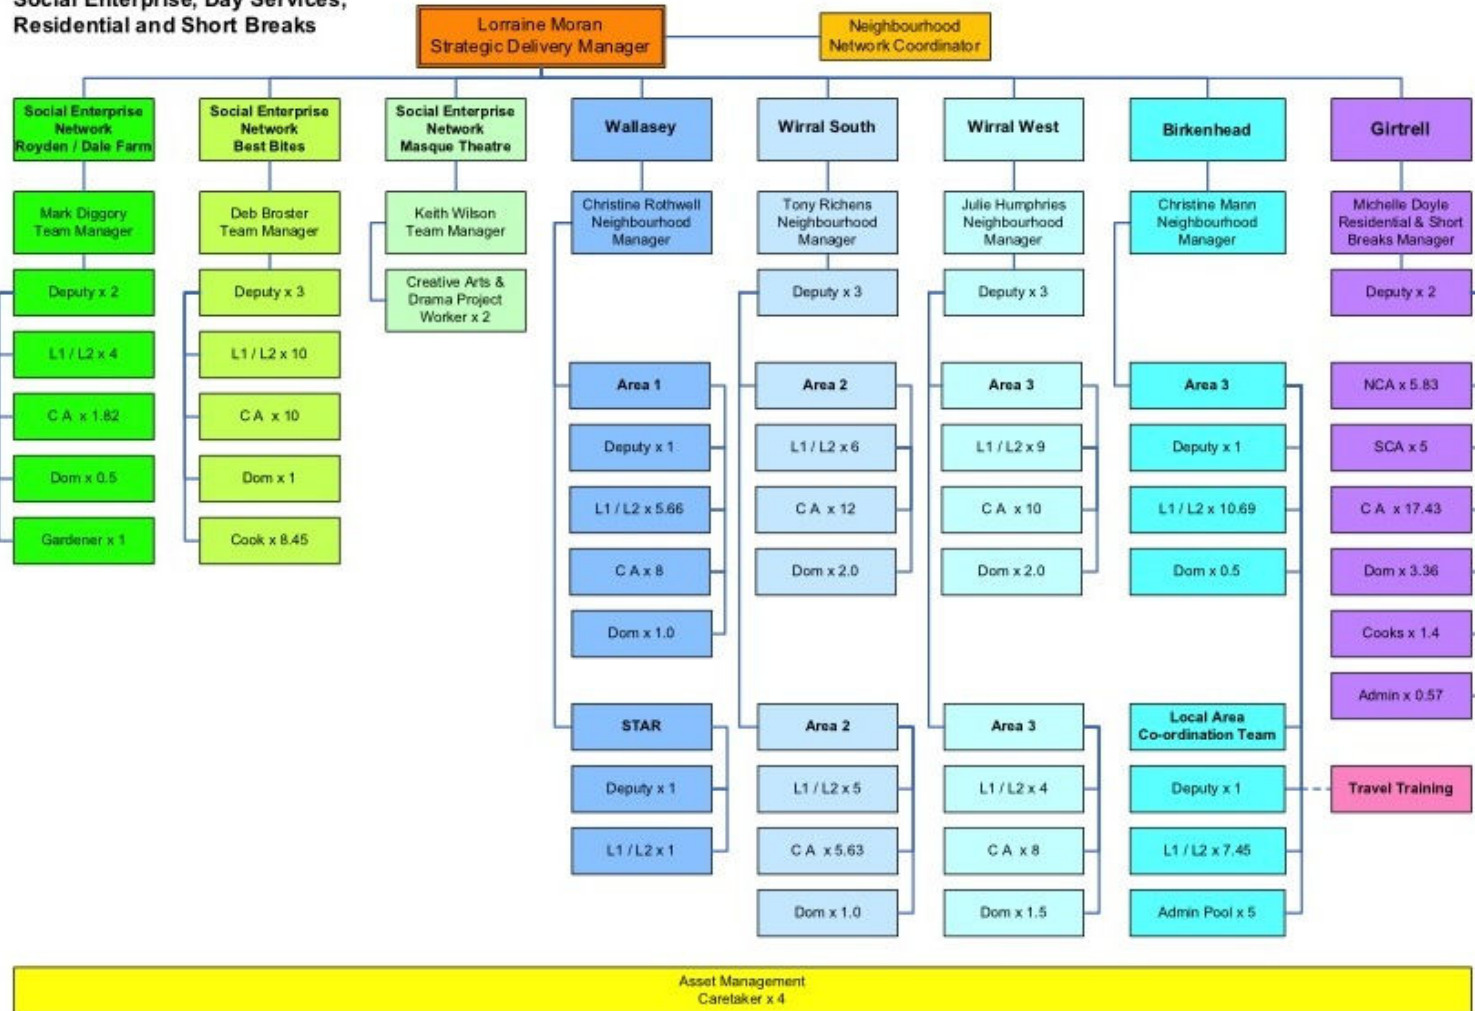 Social Enterprise, Day Services,
Residential and Short Breaks
Lorraine Moran
Strategic Delivery Manager
Neighbourhood
Network Coordinator
Social Enterprise
Network
Royden / Dale Farm
Mark Diggory
Team Manager
Deputy x 2
L1 / L2 x 4
C A x 1.82
Dom x 0.5
Gardener x 1
Social Enterprise
Network
Best Bites
Deb Broster
Team Manager
Deputy x 3
L1 / L2 x 10
C A x 10
Dom x 1
Cook x 8.45
Social Enterprise
Network
Masque Theatre
Keith Wilson
Team Manager
Creative Arts &
Drama Project
Worker x 2
Wallasey
Christine Rothwell
Neighbourhood
Manager
Area 1
Deputy x 1
L1 / L2 x 5.66
C A x 8
Dom x 1.0
STAR
Deputy x 1
L1 / L2 x 1
Wirral South
Tony Richens
Neighbourhood
Manager
Deputy x 3
Area 2
L1 / L2 x 6
C A x 12
Dom x 2.0
Area 2
L1 / L2 x 5
C A x 5.63
Dom x 1.0
Wirral West
Julie Humphries
Neighbourhood
Manager
Deputy x 3
Area 3
L1 / L2 x 9
C A x 10
Dom x 2.0
Area 3
L1 / L2 x 4
C A x 8
Dom x 1.5
Birkenhead
Christine Mann
Neighbourhood
Manager
Area 3
Deputy x 1
L1 / L2 x 10.69
Dom x 0.5
Local Area
Co-ordination Team
Deputy x 1
L1 / L2 x 7.45
Admin Pool x 5
Girtrell
Michelle Doyle
Residential & Short
Breaks Manager
Deputy x 2
NCA x 5.83
SCA x 5
C A x 17.43
Dom x 3.36
Cooks x 1.4
Admin x 0.57
Travel Training
Asset Management
Caretaker x 4